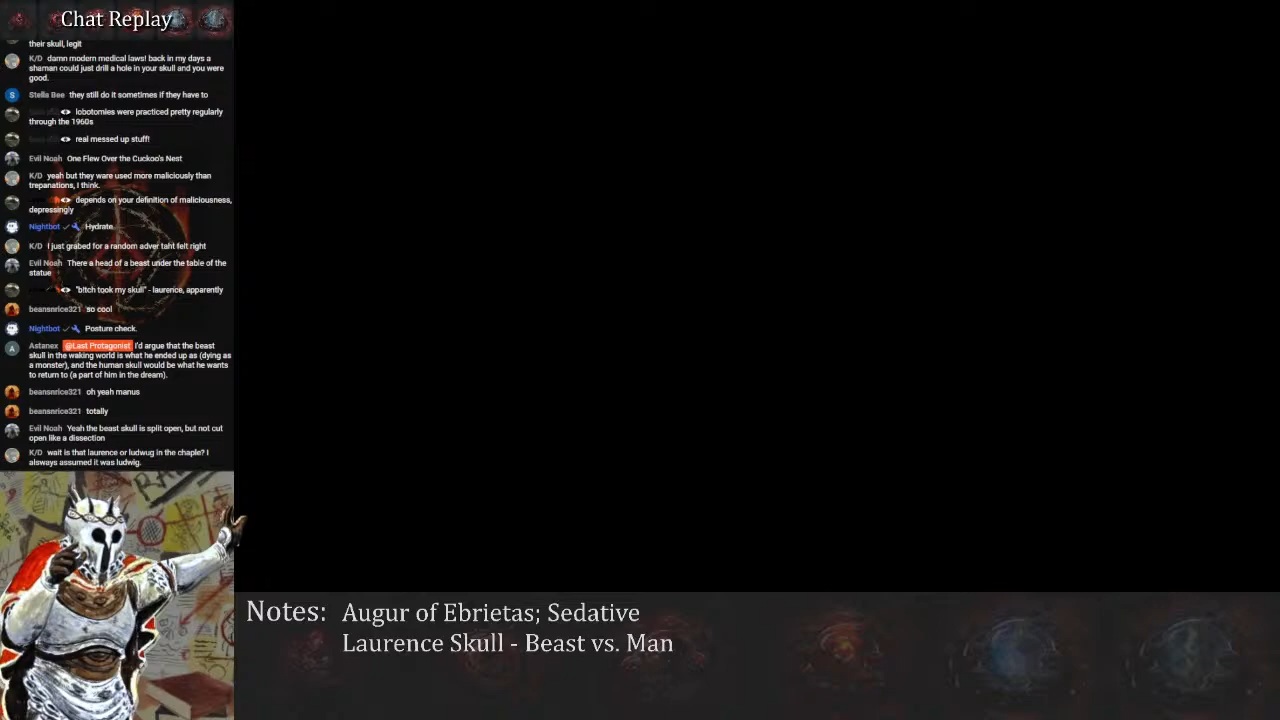 Chat Replay
their skull, legit
K/D damn modern medical laws! back in my days a
shaman could just drill a hole in your skull and you were
good.
Stella Bee they still do it sometimes if they have to
lobotomies were practiced pretty regularly
through the 1960s
real messed up stuff!
Evil Noah One Flew Over the Cuckoo's Nest
K/D yeah but they ware used more maliciously than
trepanations, I think.
depends on your definition of maliciousness,
depressingly
Nightbot Hydrate.
K/D I just grabed for a random adver taht felt right
Evil Noah There a head of a beast under the table of the
statue
"b!tch took my skull" - laurence, apparently
beansnrice321 so cool
Nightbot Posture check.
Astanex @Last Protagonist I'd argue that the beast
skull in the waking world is what he ended up as (dying as
a monster), and the human skull would be what he wants
to return to (a part of him in the dream).
beansnrice321 oh yeah manus
beansnrice321 totally
Evil Noah Yeah the beast skull is split open, but not cut
open like a dissection
K/D wait is that laurence or ludwug in the chaple? I
alsways assumed it was ludwig.
Notes: Augur of Ebrietas; Sedative
Laurence Skull - Beast vs. Man